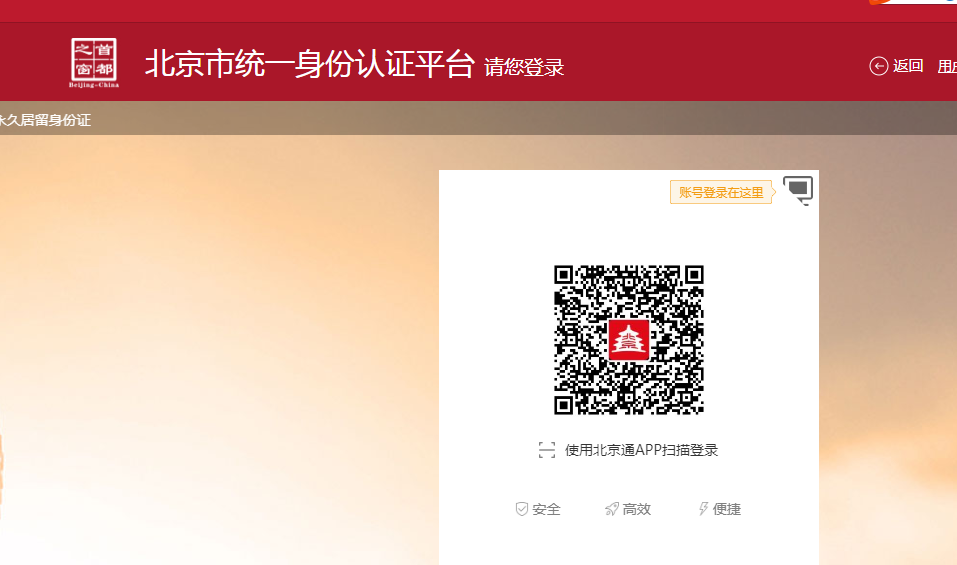 首都之窗
Beijing-China
北京市统一身份认证平台 请您登录
返回
永久居留身份证
账号登录在这里
使用北京通APP扫描登录
安全 高效 便捷